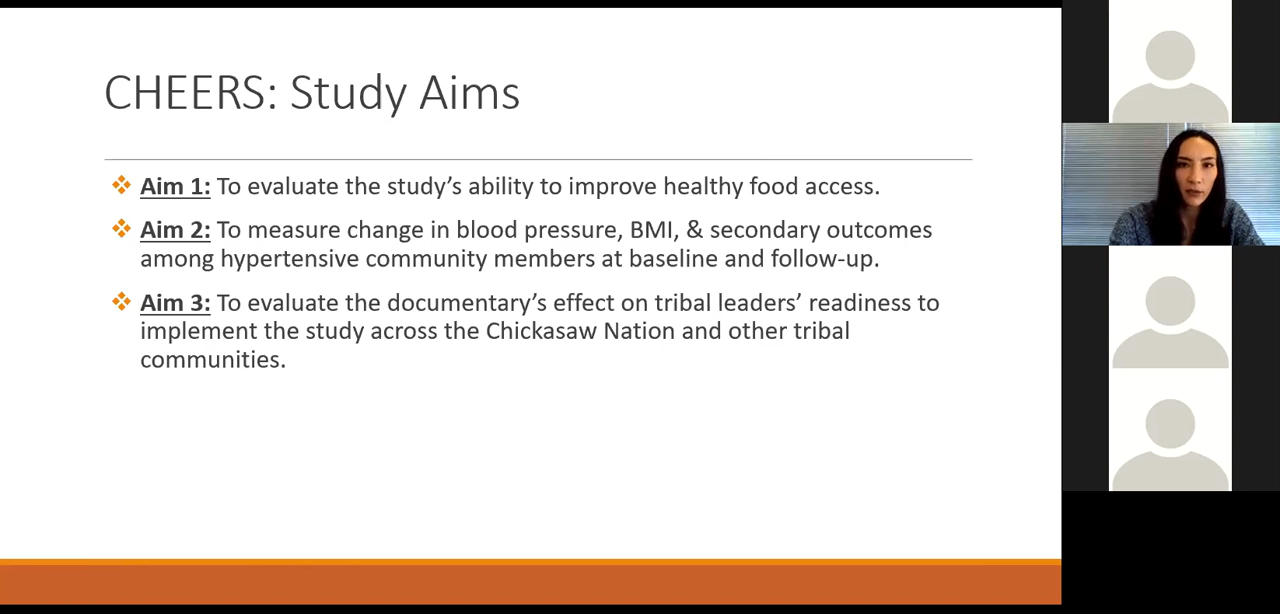 CHEERS: Study Aims
Aim 1: To evaluate the study’s ability to improve healthy food access.
Aim 2: To measure change in blood pressure, BMI, & secondary outcomes
among hypertensive community members at baseline and follow-up.
Aim 3: To evaluate the documentary’s effect on tribal leaders’ readiness to
implement the study across the Chickasaw Nation and other tribal
communities.